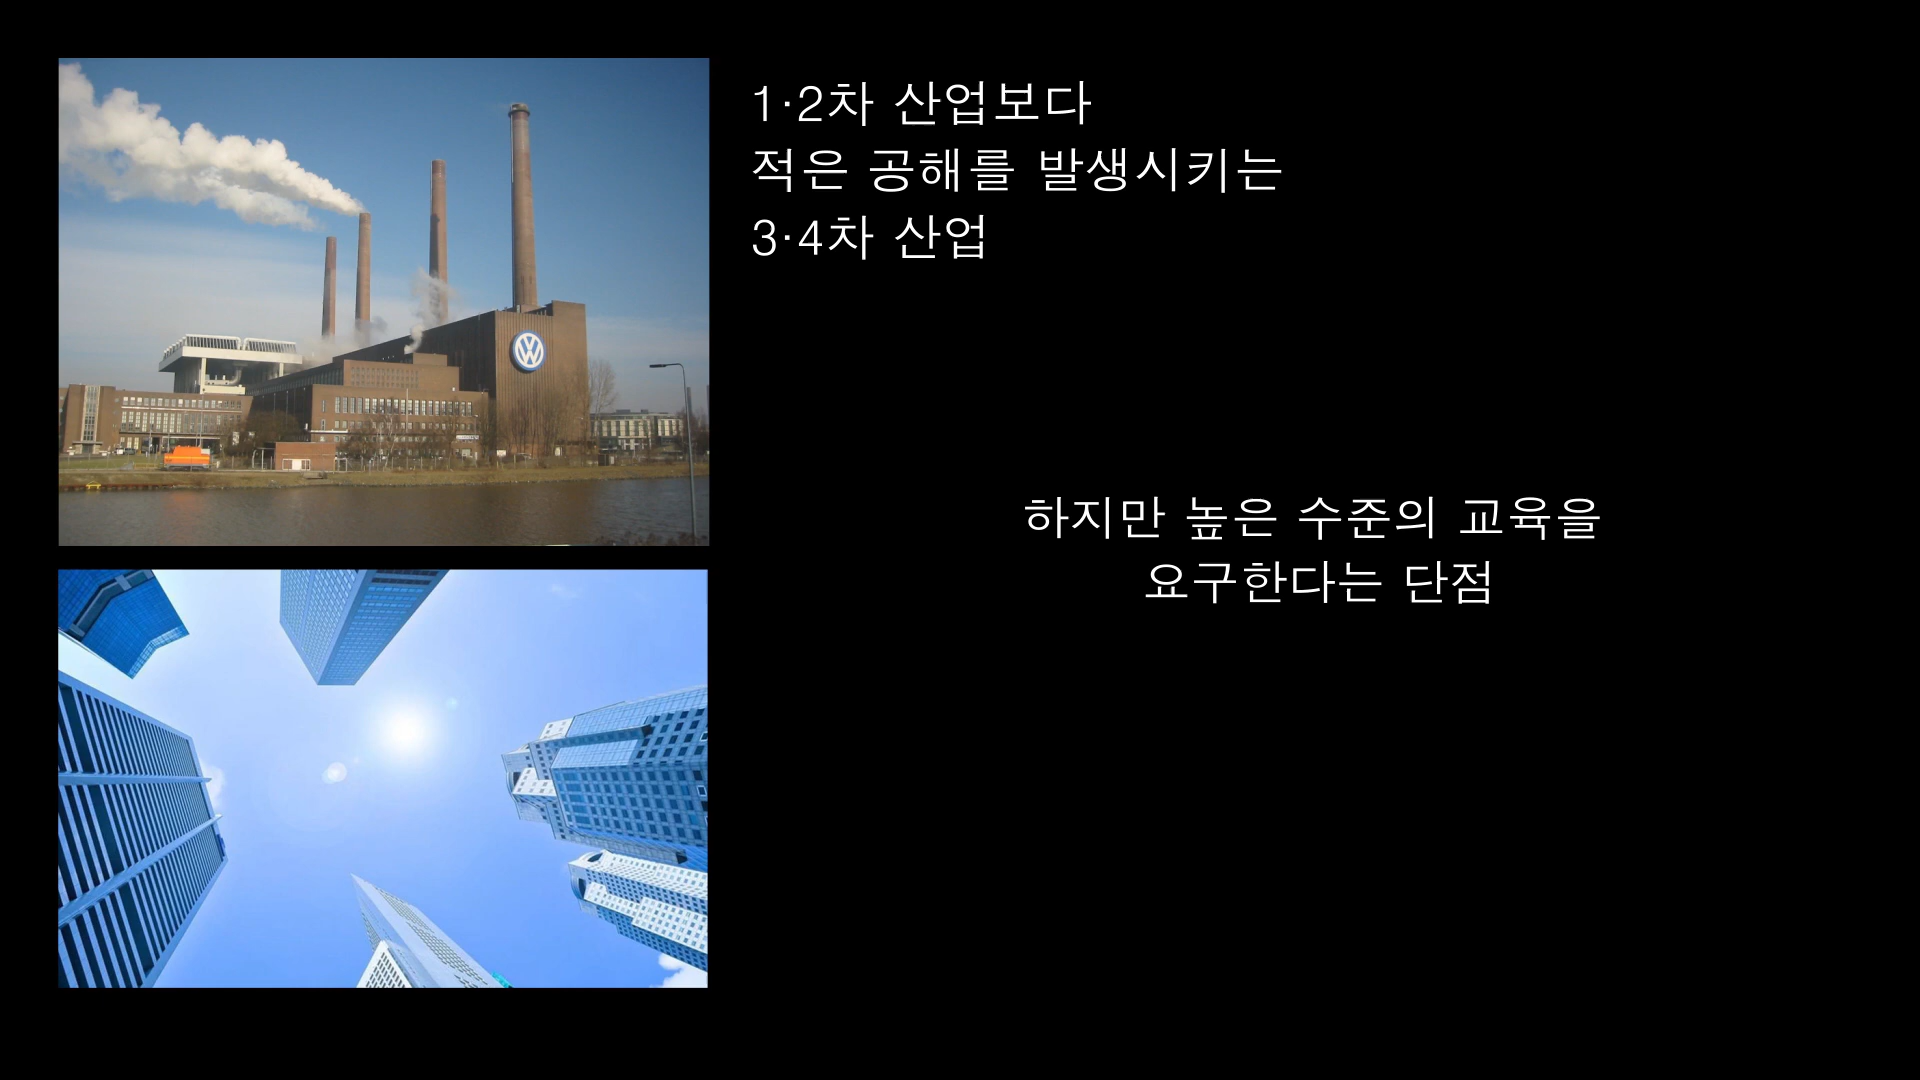 1·2차 산업보다
적은 공해를 발생시키는
3·4차 산업
하지만 높은 수준의 교육을
요구한다는 단점
VW